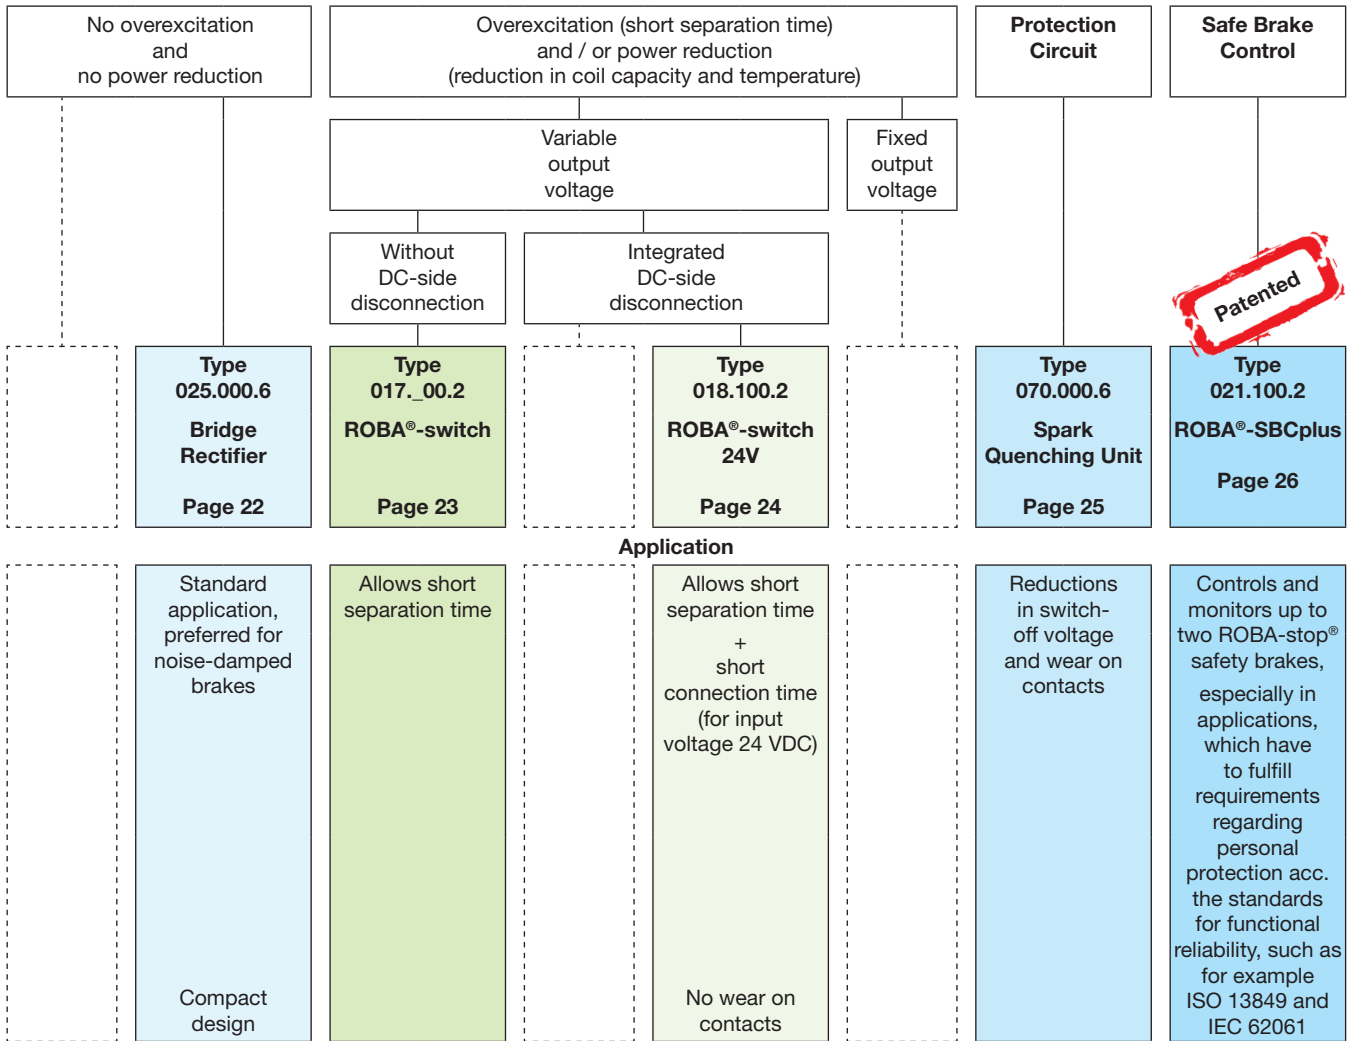 No overexcitation
and
no power reduction
Overexcitation (short separation time)
and / or power reduction
(reduction in coil capacity and temperature)
Protection
Circuit
Safe Brake
Control
Variable
output
voltage
Fixed
output
voltage
Without
DC-side
disconnection
Integrated
DC-side
disconnection
Patented
Type
025.000.6
Bridge
Rectifier
Page 22
Type
017._00.2
ROBA®-switch
Page 23
Type
018.100.2
ROBA®-switch
24V
Page 24
Type
070.000.6
Spark
Quenching Unit
Page 25
Type
021.100.2
ROBA®-SBCplus
Page 26
Application
Standard
application,
preferred for
noise-damped
brakes
Compact
design
Allows short
separation time
Allows short
separation time
+
short
connection time
(for input
voltage 24 VDC)
No wear on
contacts
Reductions
in switch-
off voltage
and wear on
contacts
Controls and
monitors up to
two ROBA-stop®
safety brakes,
especially in
applications,
which have
to fulfill
requirements
regarding
personal
protection acc.
the standards
for functional
reliability, such as
for example
ISO 13849 and
IEC 62061